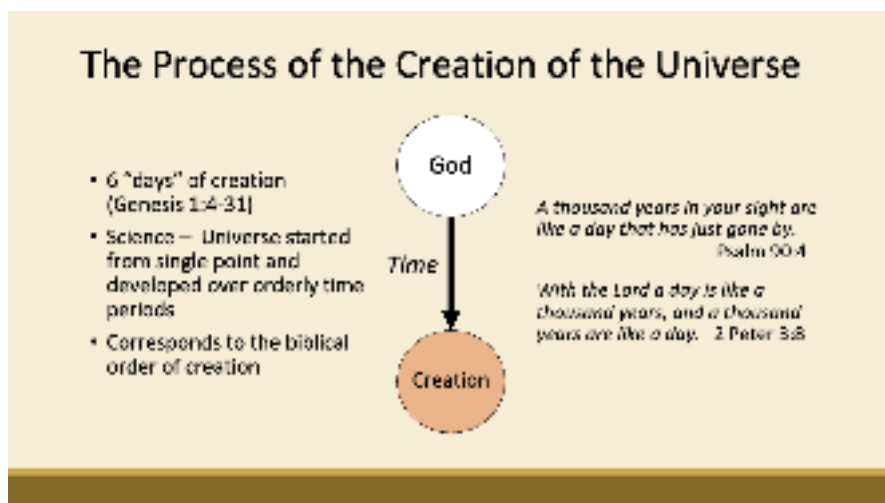 The Process of the Creation of the Universe
• 6 "days" of creation
(Genesis 1:4-31)
• Science – Universe started
from single point and
developed over orderly time
periods
• Corresponds to the biblical
order of creation
God
Time
Creation
A thousand years in your sight are
like a day that has just gone by.
Psalm 90:4
With the Lord a day is like a
thousand years, and a thousand
years are like a day. 2 Peter 3:8